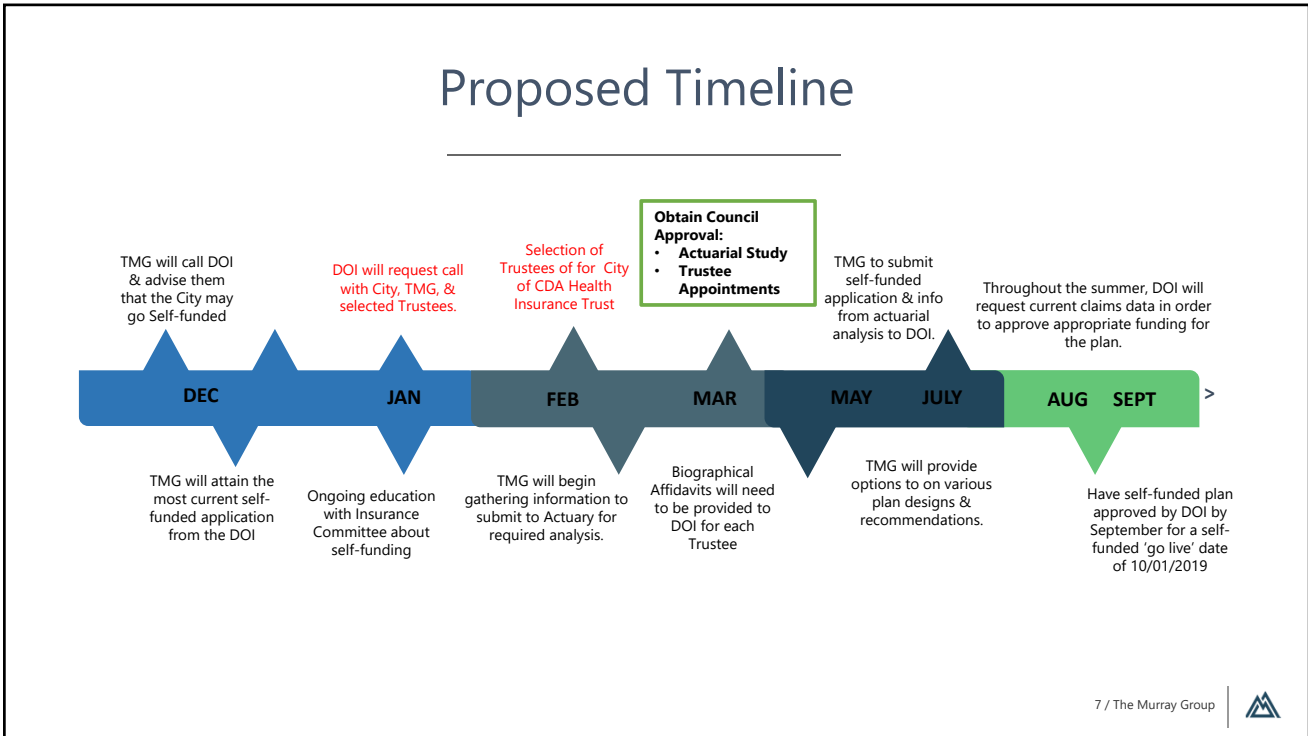 Proposed Timeline
TMG will call DOI
& advise them
that the City may
go Self-funded
DOI will request call
with City, TMG, &
selected Trustees.
Selection of
Trustees of for City
of CDA Health
Insurance Trust
Obtain Council
Approval:
• Actuarial Study
• Trustee
Appointments
TMG to submit
self-funded
application & info
from actuarial
analysis to DOI.
Throughout the summer, DOI will
request current claims data in order
to approve appropriate funding for
the plan.
DEC
JAN
FEB
MAR
MAY
JULY
AUG
SEPT
>
TMG will attain the
most current self-
funded application
from the DOI
Ongoing education
with Insurance
Committee about
self-funding
TMG will begin
gathering information to
submit to Actuary for
required analysis.
Biographical
Affidavits will need
to be provided to
DOI for each
Trustee
TMG will provide
options to on various
plan designs &
recommendations.
Have self-funded plan
approved by DOI by
September for a self-
funded ‘go live’ date
of 10/01/2019
7 / The Murray Group